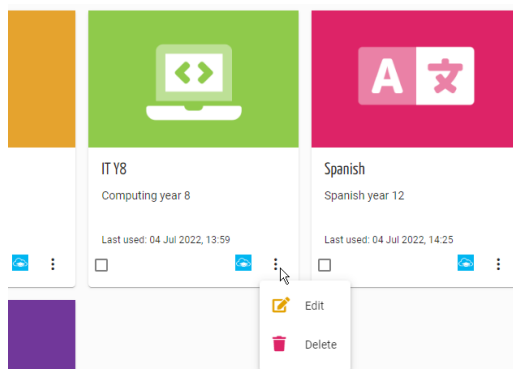 IT Y8
Computing year 8
Last used: 04 Jul 2022, 13:59
A 文
Spanish
Spanish year 12
Last used: 04 Jul 2022, 14:25
Edit
Delete